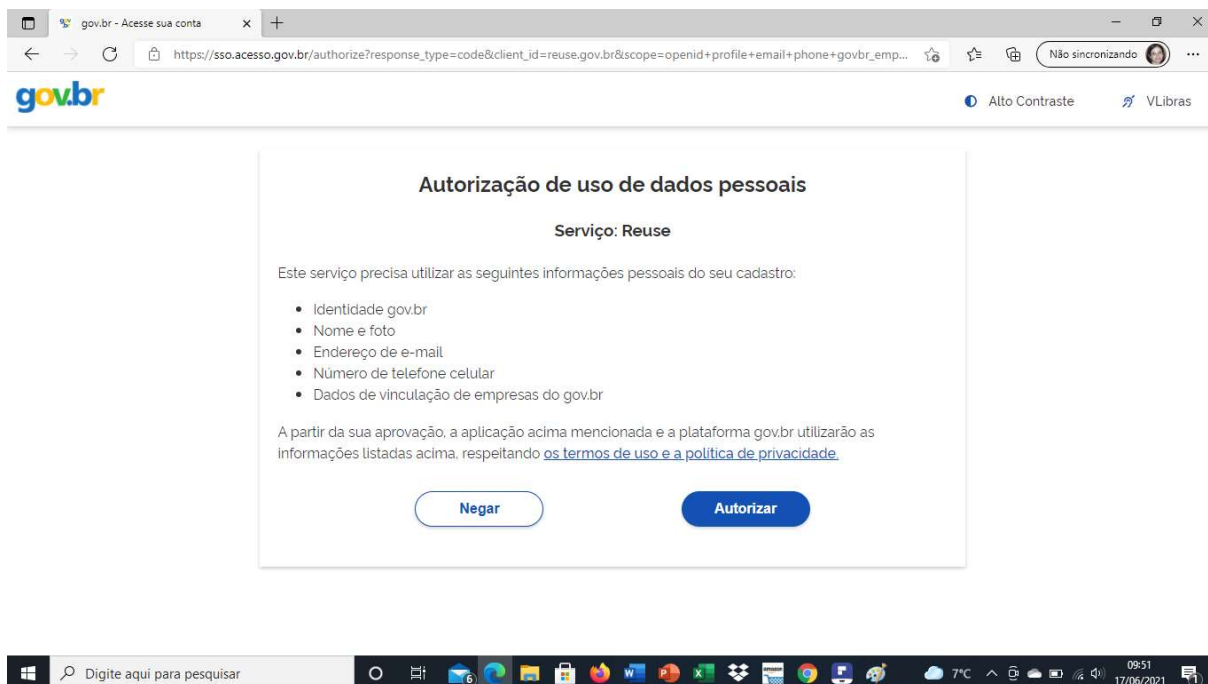 gov.br - Acesse sua conta
https://sso.acesso.gov.br/authorize?response_type=code&client_id=reuse.gov.br&scope=openid+profile+email+phone+govbr_emp...
Não sincronizando
gov.br
Alto Contraste
VLibras
Autorização de uso de dados pessoais
Serviço: Reuse
Este serviço precisa utilizar as seguintes informações pessoais do seu cadastro:
Identidade gov.br
Nome e foto
Endereço de e-mail
Número de telefone celular
Dados de vinculação de empresas do gov.br
A partir da sua aprovação, a aplicação acima mencionada e a plataforma gov.br utilizarão as
informações listadas acima, respeitando os termos de uso e a política de privacidade.
Negar
Autorizar
Digite aqui para pesquisar
6
7°C
09:51
17/06/2021
1